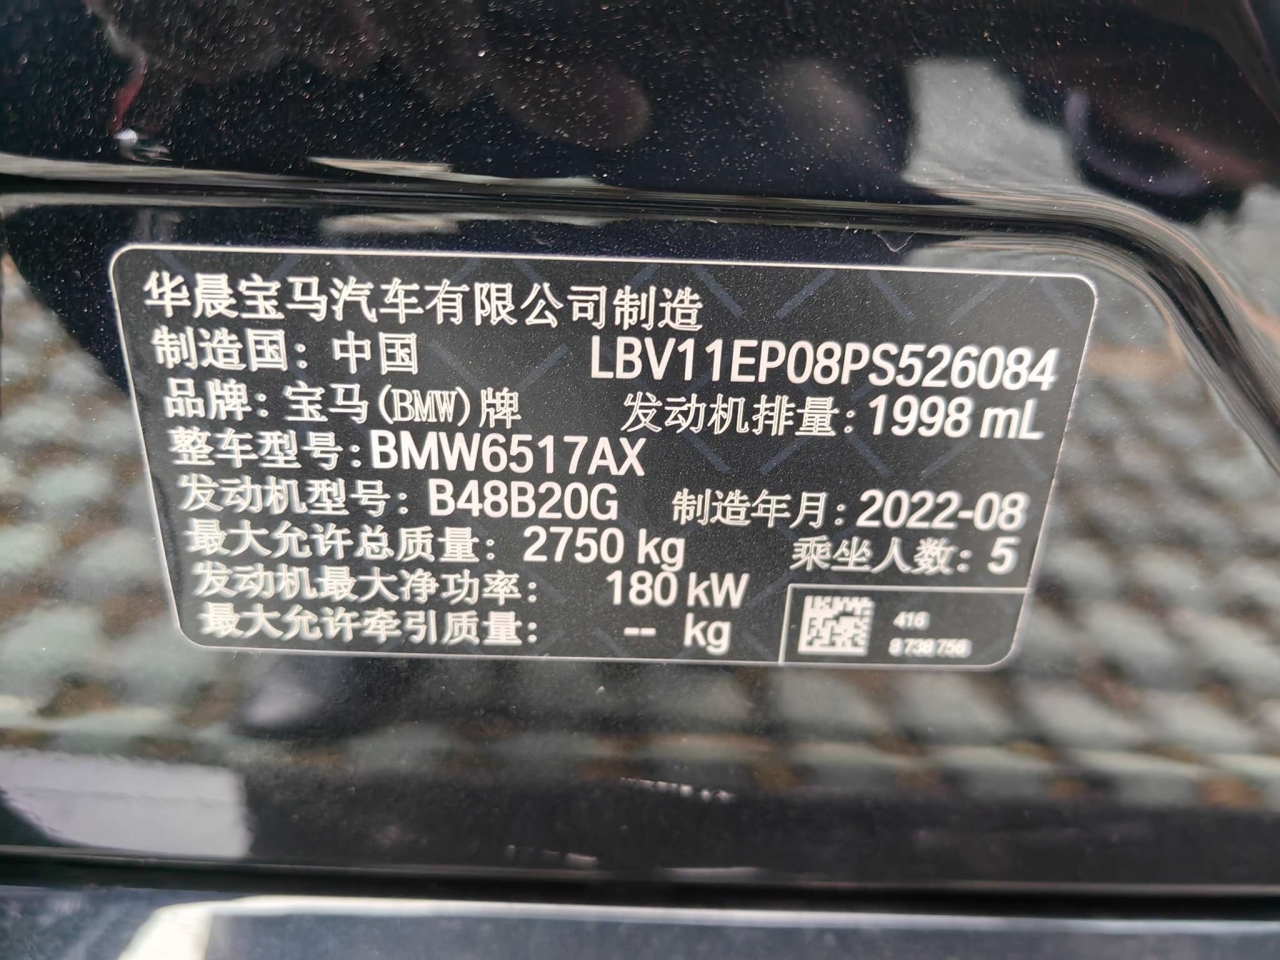 华晨宝马汽车有限公司制造
制造国：中国 LBV11EP08PS526084
品牌：宝马(BMW)牌 发动机排量：1998 mL
整车型号：BMW6517AX
发动机型号：B48B20G 制造年月：2022-08
最大允许总质量：2750 kg 乘坐人数：5
发动机最大净功率：180 kW
最大允许牵引质量：-- kg
416
8738756